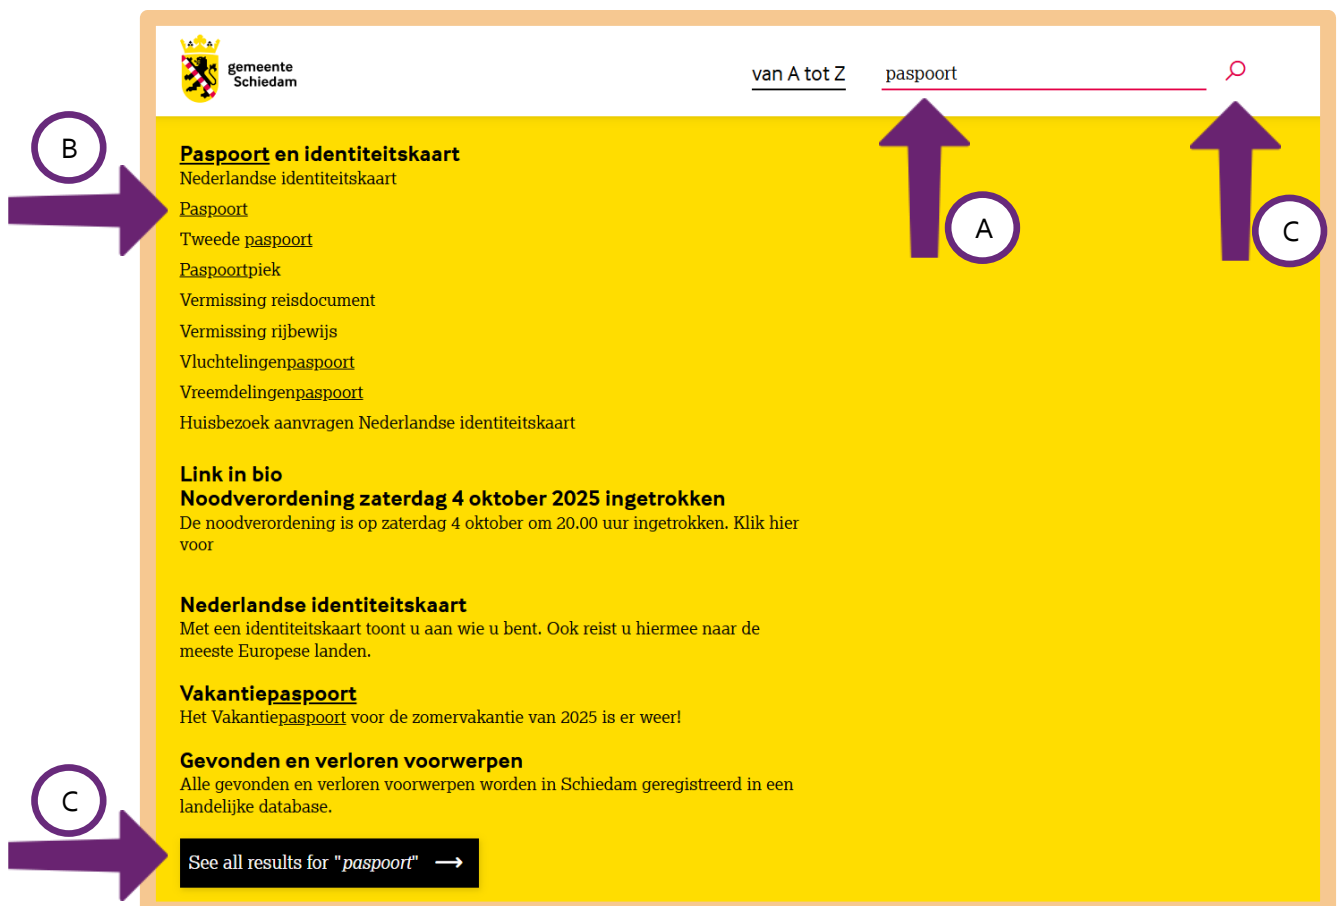 gemeente
Schiedam
van A tot Z
paspoort
B
Paspoort en identiteitskaart
Nederlandse identiteitskaart
Paspoort
Tweede paspoort
A
C
Paspoortpiek
Vermissing reisdocument
Vermissing rijbewijs
Vluchtelingenpaspoort
Vreemdelingenpaspoort
Huisbezoek aanvragen Nederlandse identiteitskaart
Link in bio
Noodverordening zaterdag 4 oktober 2025 ingetrokken
De noodverordening is op zaterdag 4 oktober om 20.00 uur ingetrokken. Klik hier
voor
Nederlandse identiteitskaart
Met een identiteitskaart toont u aan wie u bent. Ook reist u hiermee naar de
meeste Europese landen.
Vakantiepaspoort
Het Vakantiepaspoort voor de zomervakantie van 2025 is er weer!
Gevonden en verloren voorwerpen
Alle gevonden en verloren voorwerpen worden in Schiedam geregistreerd in een
landelijke database.
C
See all results for "paspoort"